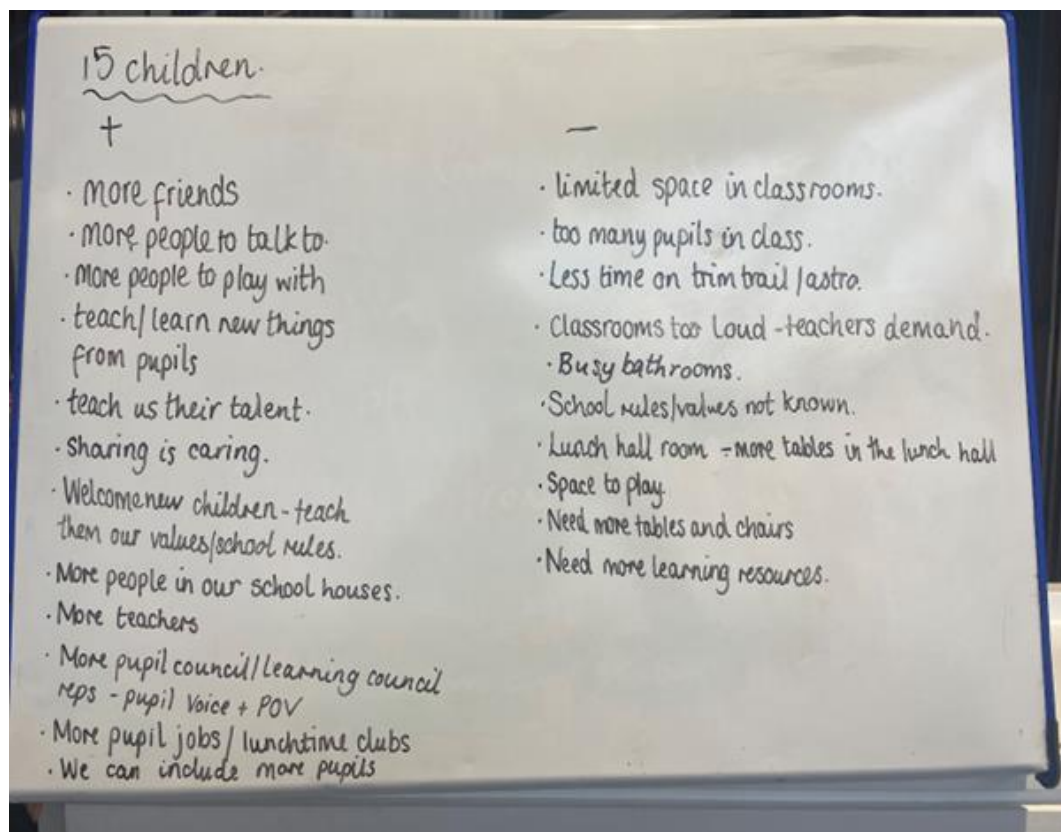 15 children.
+
· more friends
· more people to talk to.
· more people to play with
· teach/learn new things
from pupils
· teach us their talent.
· Sharing is caring.
· Welcome new children - teach
them our values/school rules.
· More people in our school houses.
· More teachers
· More pupil council/learning council
reps - pupil Voice + POV
· More pupil jobs/lunchtime clubs
· We can include more pupils
-
· limited space in classrooms.
· too many pupils in class.
· Less time on trim trail/astro.
· Classrooms too Loud - teachers demand.
· Busy bathrooms.
· School rules/values not known.
· Lunch hall room - more tables in the lunch hall
· Space to play
· Need more tables and chairs
· Need more learning resources.